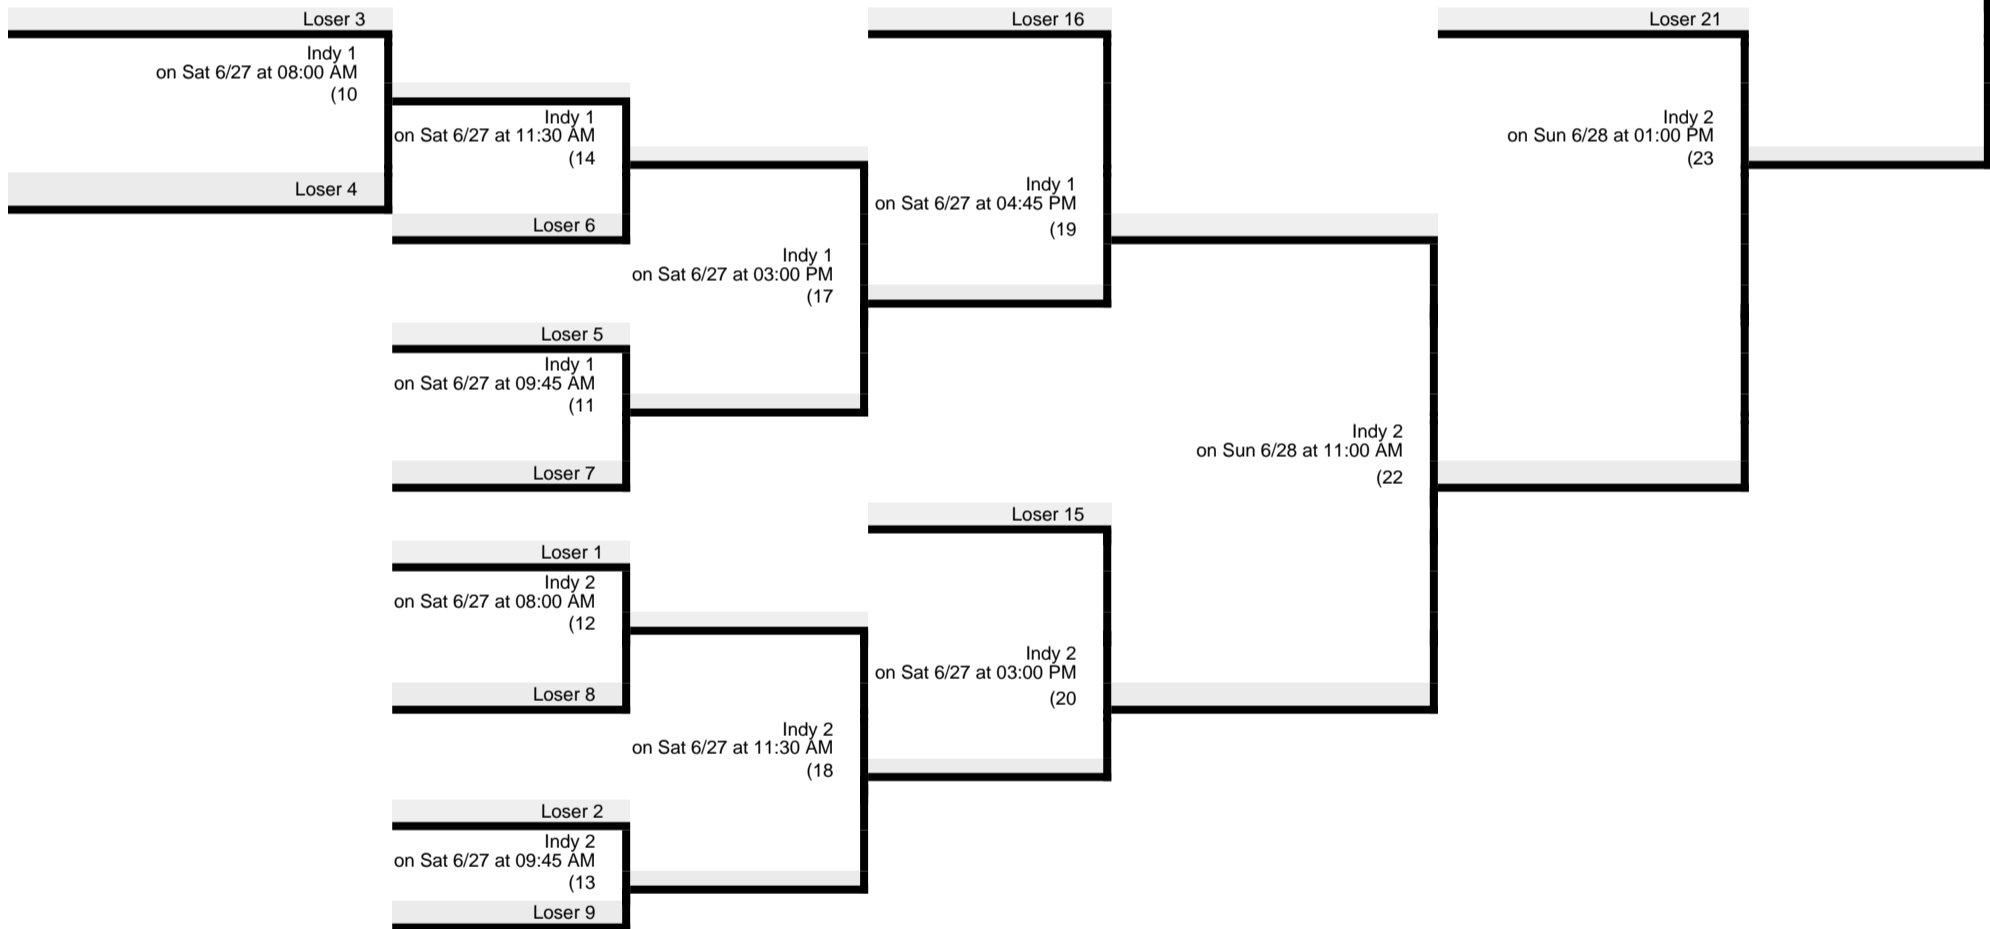 Loser 3
Indy 1
on Sat 6/27 at 08:00 AM
(10
Loser 4
Indy 1
on Sat 6/27 at 11:30 AM
(14
Loser 6
Indy 1
on Sat 6/27 at 03:00 PM
(17
Loser 5
Indy 1
on Sat 6/27 at 09:45 AM
(11
Loser 7
Loser 16
Indy 1
on Sat 6/27 at 04:45 PM
(19
Loser 21
Indy 2
on Sun 6/28 at 01:00 PM
(23
Indy 2
on Sun 6/28 at 11:00 AM
(22
Loser 15
Indy 2
on Sat 6/27 at 03:00 PM
(20
Loser 1
Indy 2
on Sat 6/27 at 08:00 AM
(12
Loser 8
Indy 2
on Sat 6/27 at 11:30 AM
(18
Loser 2
Indy 2
on Sat 6/27 at 09:45 AM
(13
Loser 9